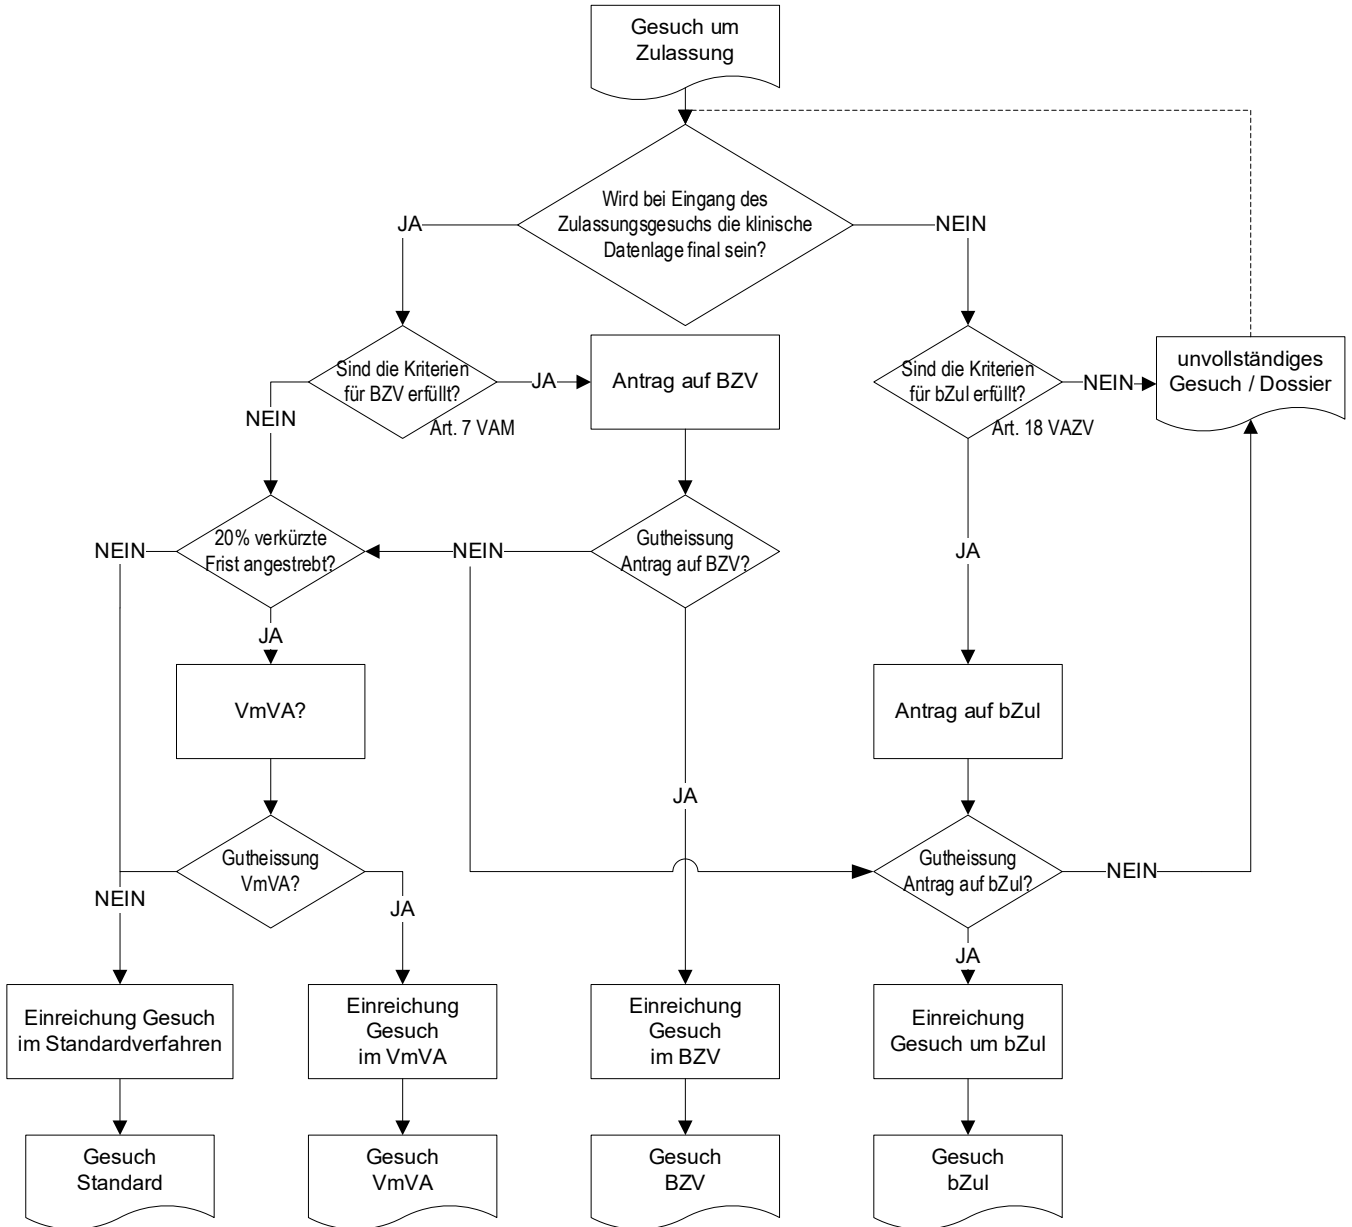 Gesuch um
Zulassung
Wird bei Eingang des
Zulassungsgesuchs die klinische
Datenlage final sein?
JA
NEIN
Sind die Kriterien
für BZV erfüllt?
Art. 7 VAM
JA
Antrag auf BZV
Sind die Kriterien
für bZul erfüllt?
Art. 18 VAZV
NEIN
unvollständiges
Gesuch / Dossier
NEIN
20% verkürzte
Frist angestrebt?
NEIN
NEIN
Gutheissung
Antrag auf BZV?
JA
JA
VmVA?
Antrag auf bZul
JA
Gutheissung
VmVA?
NEIN
JA
Gutheissung
Antrag auf bZul?
NEIN
JA
Einreichung Gesuch
im Standardverfahren
Einreichung
Gesuch
im VmVA
Einreichung
Gesuch
im BZV
Einreichung
Gesuch um bZul
Gesuch
Standard
Gesuch
VmVA
Gesuch
BZV
Gesuch
bZul